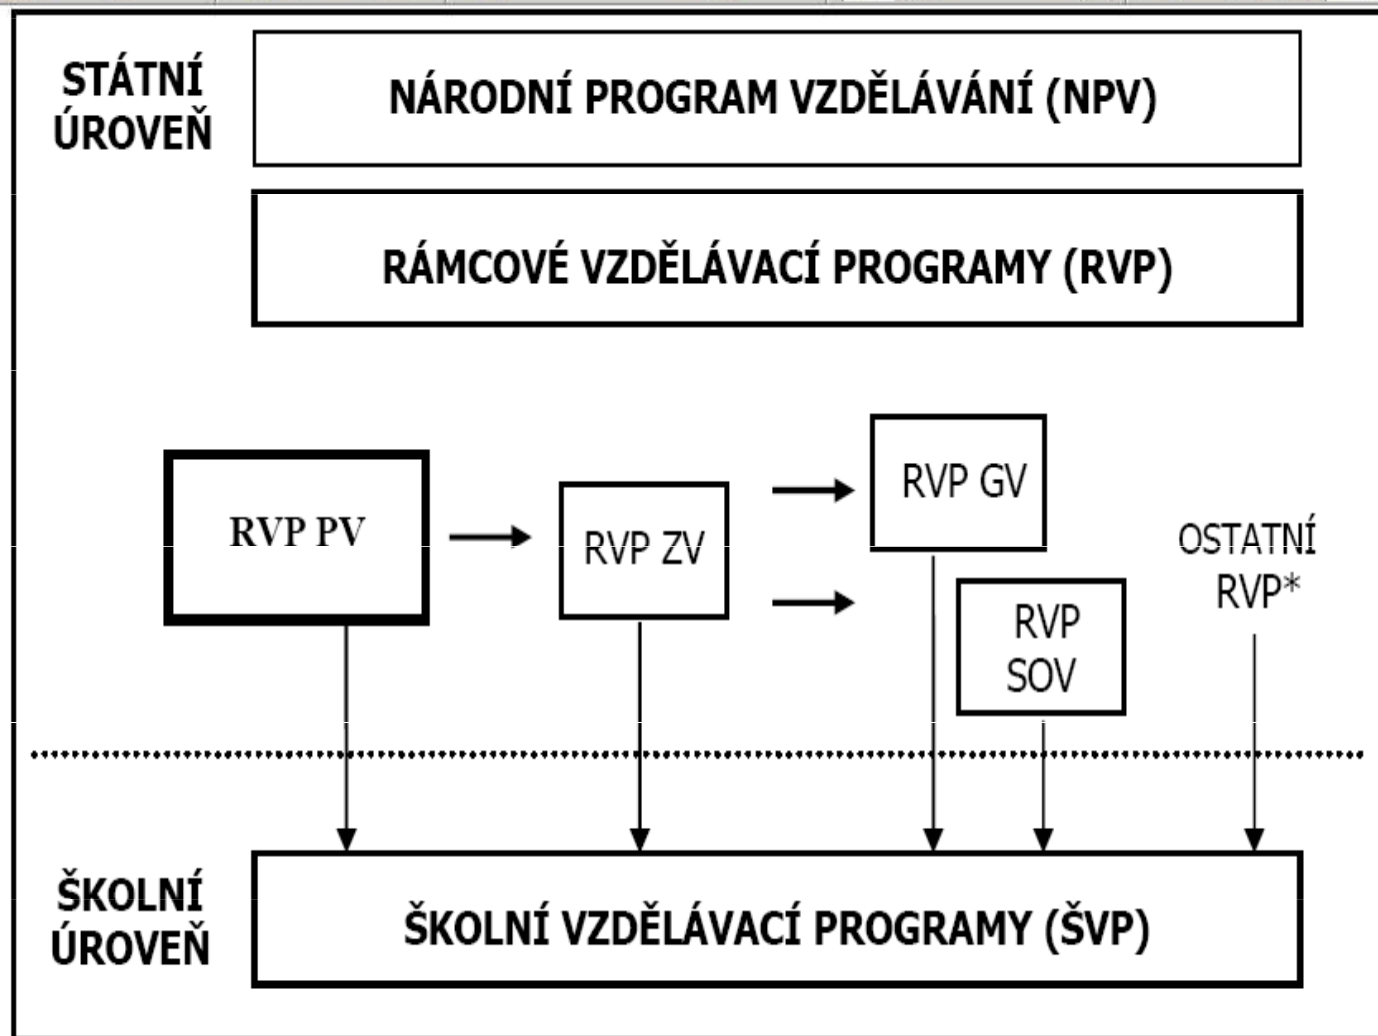 STÁTNÍ
ÚROVEŇ
NÁRODNÍ PROGRAM VZDĚLÁVÁNÍ (NPV)
RÁMCOVÉ VZDĚLÁVACÍ PROGRAMY (RVP)
RVP PV
RVP ZV
RVP GV
RVP
SOV
OSTATNÍ
RVP*
ŠKOLNÍ
ÚROVEŇ
ŠKOLNÍ VZDĚLÁVACÍ PROGRAMY (ŠVP)